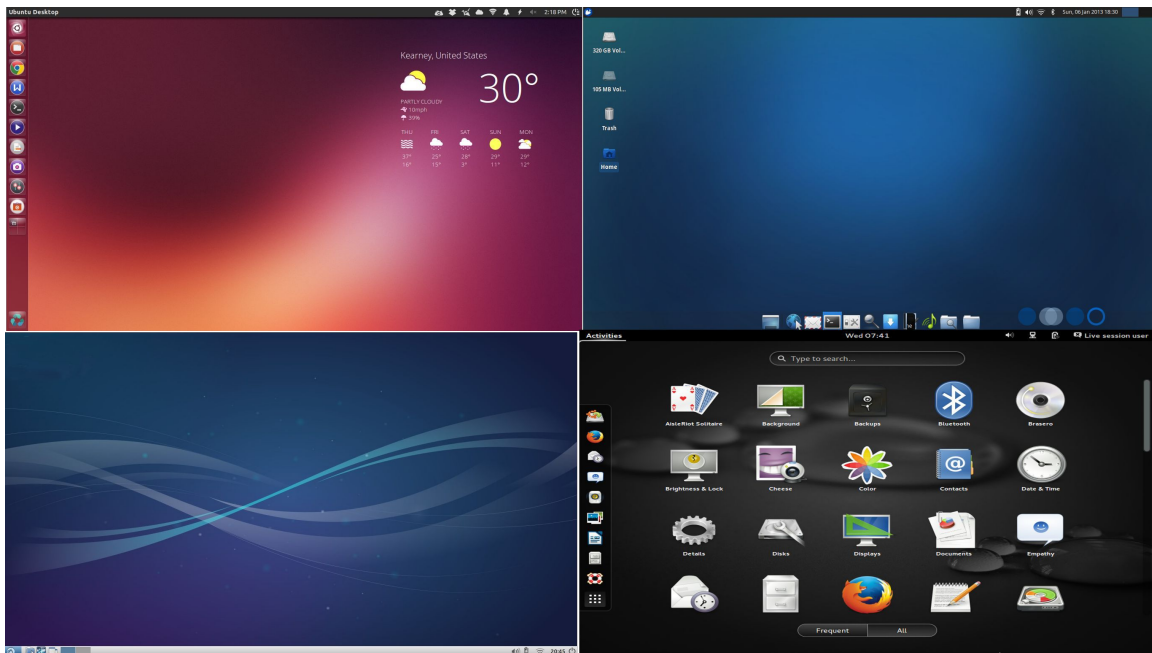 Ubuntu Desktop
2:18 PM
Kearney, United States
30°
PARTLY CLOUDY
10mph
39%
THU FRI SAT SUN MON
37° 25° 28° 29° 29°
16° 15° 3° 11° 12°
Sun, 06 Jan 2013 18:30
320 GB Vol...
105 MB Vol...
Trash
Home
20:45
Activities
Wed 07:41
Live session user
Type to search...
AisleRiot Solitaire Background Backups Bluetooth Brasero
Brightness & Lock Cheese Color Contacts Date & Time
Details Disks Displays Documents Empathy
Frequent All